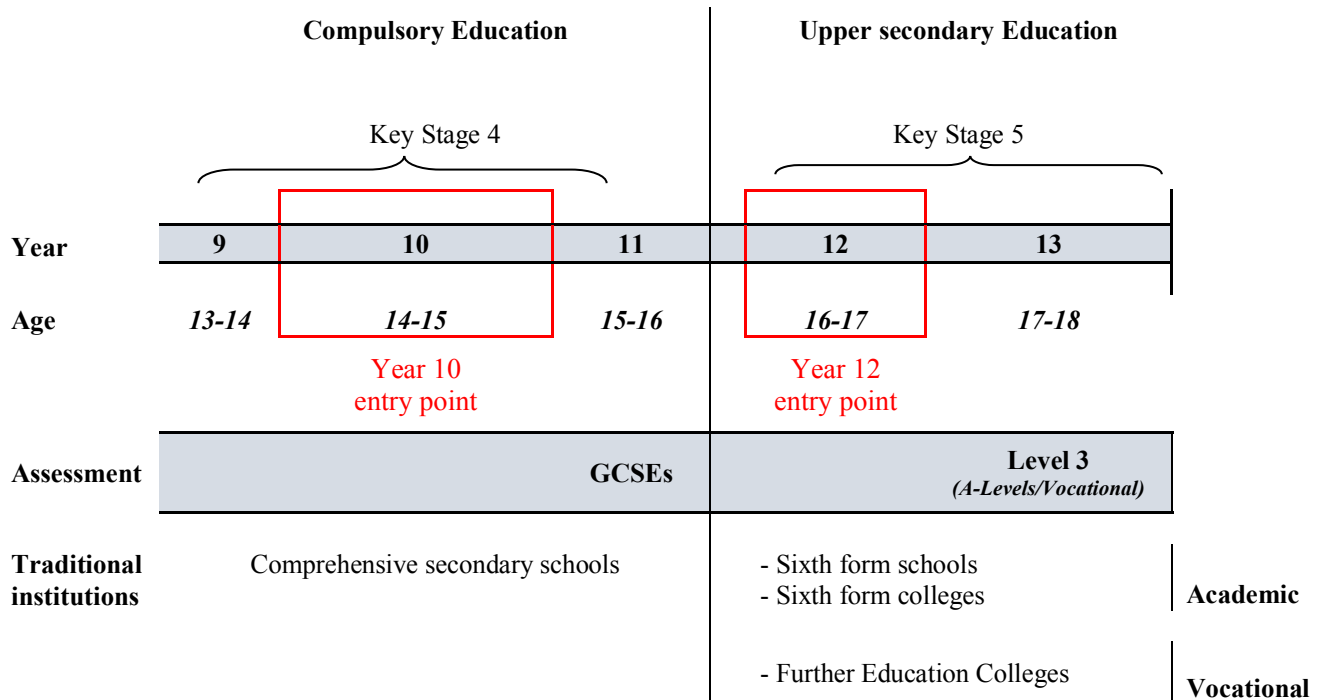 Compulsory Education
Upper secondary Education
Key Stage 4
Key Stage 5
Year 9 10 11 12 13
Age 13-14 14-15 15-16 16-17 17-18
Year 10
entry point
Year 12
entry point
Assessment
GCSEs
Level 3
(A-Levels/Vocational)
Traditional
institutions
Comprehensive secondary schools
- Sixth form schools
- Sixth form colleges
Academic
- Further Education Colleges
Vocational